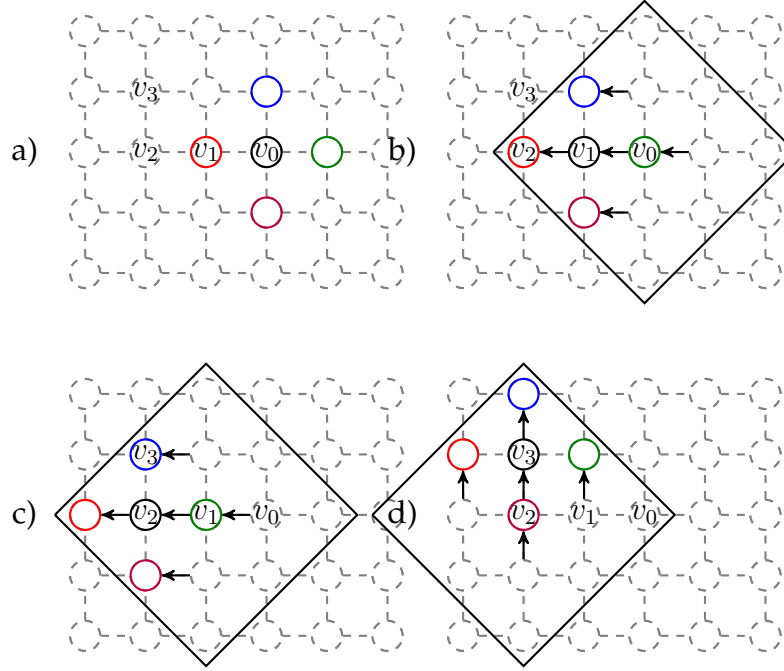 v₃
a) v₂ v₁ v₀
v₃
b) v₂ v₁ v₀
v₃
c) v₂ v₁ v₀
v₃
d) v₂ v₁ v₀